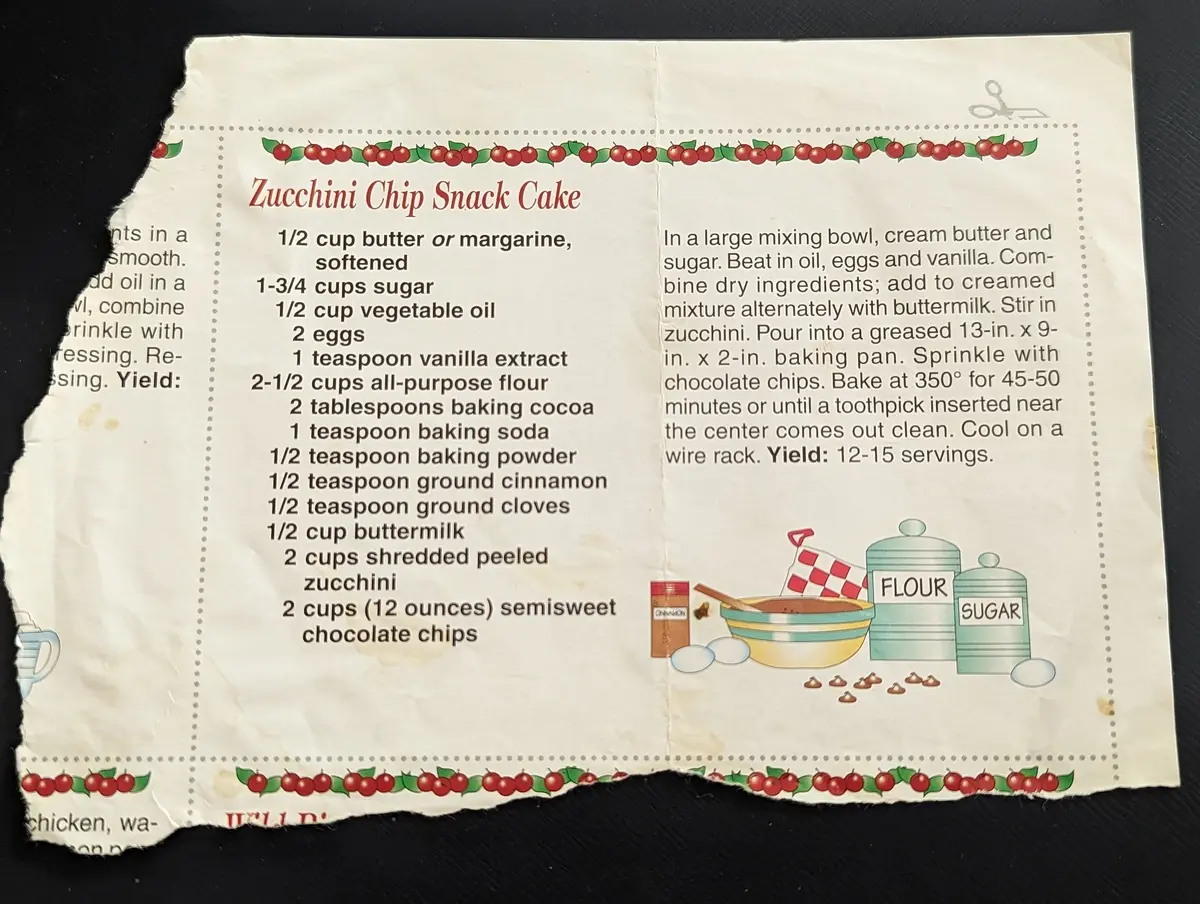 nts in a
smooth.
dd oil in a
wl, combine
prinkle with
ressing. Re-
ssing. Yield:
Zucchini Chip Snack Cake
1/2 cup butter or margarine,
softened
1-3/4 cups sugar
1/2 cup vegetable oil
2 eggs
1 teaspoon vanilla extract
2-1/2 cups all-purpose flour
2 tablespoons baking cocoa
1 teaspoon baking soda
1/2 teaspoon baking powder
1/2 teaspoon ground cinnamon
1/2 teaspoon ground cloves
1/2 cup buttermilk
2 cups shredded peeled
zucchini
2 cups (12 ounces) semisweet
chocolate chips
In a large mixing bowl, cream butter and
sugar. Beat in oil, eggs and vanilla. Com-
bine dry ingredients; add to creamed
mixture alternately with buttermilk. Stir in
zucchini. Pour into a greased 13-in. x 9-
in. x 2-in. baking pan. Sprinkle with
chocolate chips. Bake at 350° for 45-50
minutes or until a toothpick inserted near
the center comes out clean. Cool on a
wire rack. Yield: 12-15 servings.
CINNAMON
FLOUR
SUGAR
chicken, wa-